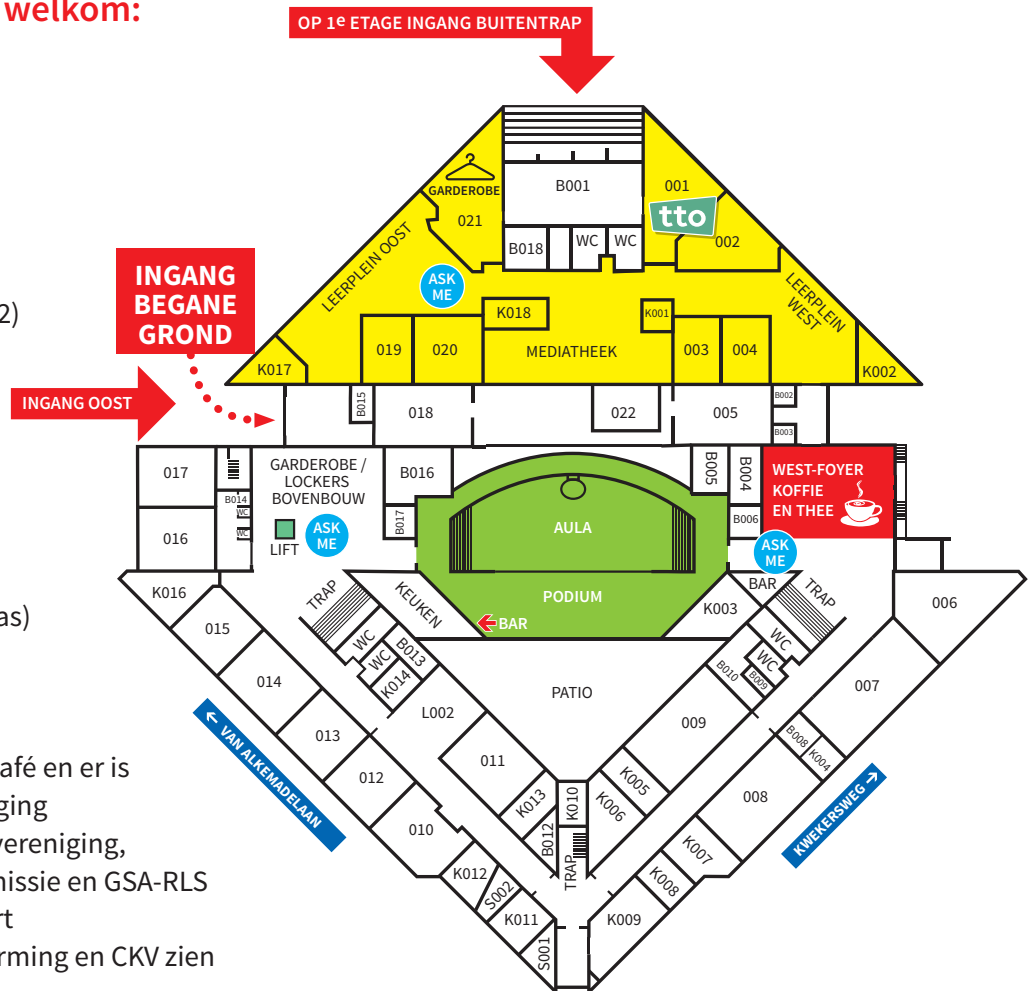 welkom:
OP 1e ETAGE INGANG BUITENTRAP
B001
001
GARDEROBE
021
tto
002
B018
WC
WC
LEERPLEIN OOST
ASK
ME
LEERPLEIN
WEST
INGANG
BEGANE
GROND
2)
K018
K001
019
020
MEDIATHEEK
003
004
K017
K002
INGANG OOST
B015
018
022
005
B002
B003
017
GARDEROBE /
LOCKERS
BOVENBOUW
B016
B005
B004
WEST-FOYER
KOFFIE
EN THEE
B014
WC
WC
B017
AULA
B006
016
LIFT
ASK
ME
ASK
ME
K016
TRAP
KEUKEN
PODIUM
BAR
TRAP
006
as)
015
BAR
K003
WC
WC
B013
K014
WC
WC
B009
B010
014
L002
PATIO
007
013
009
← VAN ALKEMADELAAN
B008
K004
afé en er is
012
011
K005
008
ging
K013
K010
K006
KWEKERSWEG →
vereniging,
010
B012
TRAP
K007
missie en GSA-RLS
K012
S002
K008
rt
K011
K009
rming en CKV zien
S001